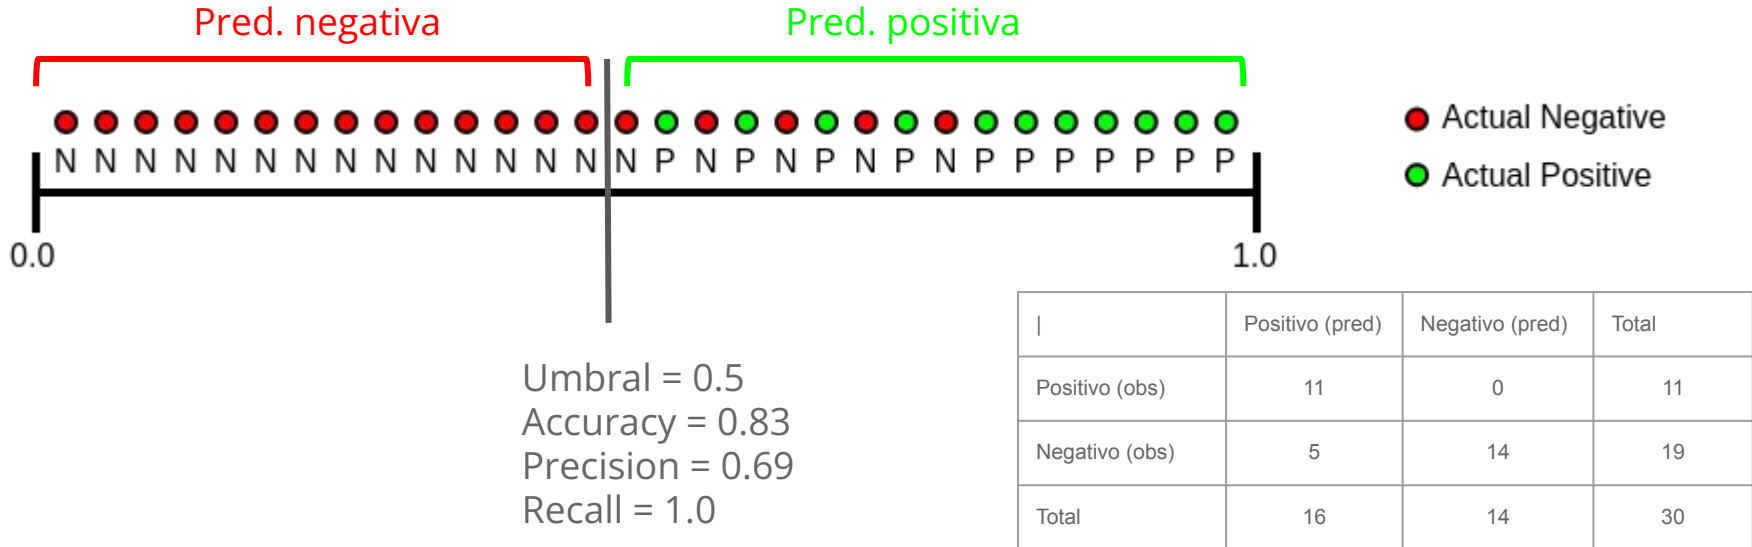 Pred. negativa
Pred. positiva
N N N N N N N N N N N N N N N P N P N P N P N P P P P P P P
0.0
1.0
Actual Negative
Actual Positive
Umbral = 0.5
Accuracy = 0.83
Precision = 0.69
Recall = 1.0
| Positivo (pred) Negativo (pred) Total
Positivo (obs) 11 0 11
Negativo (obs) 5 14 19
Total 16 14 30